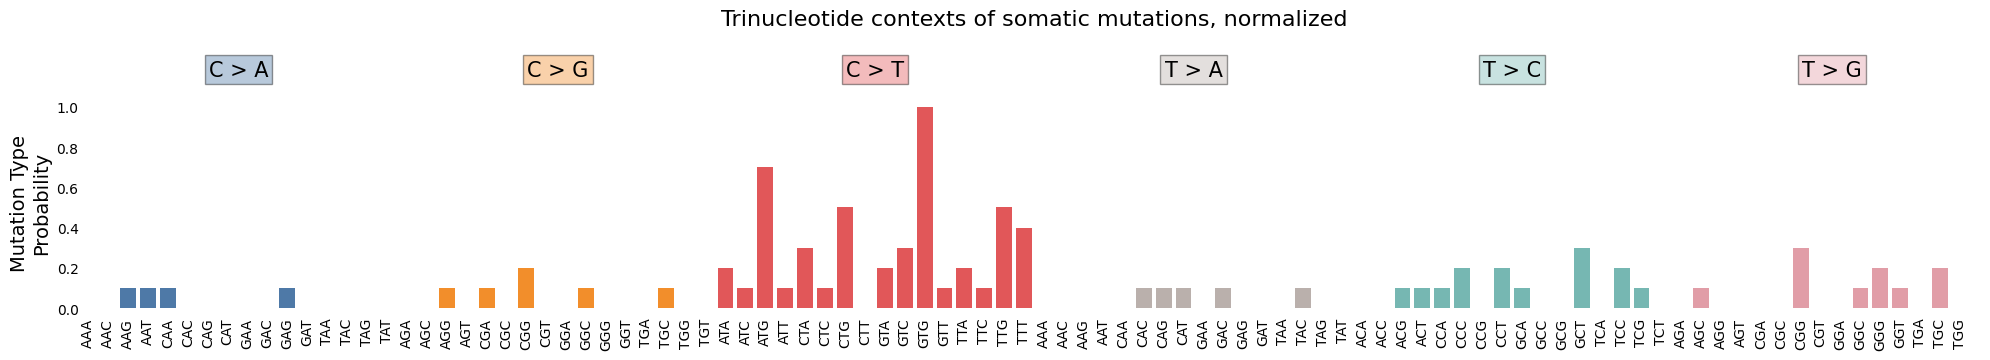 Trinucleotide contexts of somatic mutations, normalized
C > A C > G C > T T > A T > C T > G
Mutation Type
Probability
1.0
0.8
0.6
0.4
0.2
0.0
AAA AAC AAG AAT CAA CAC CAG CAT GAA GAC GAG GAT TAA TAC TAG TAT AGA AGC AGG AGT CGA CGC CGG CGT GGA GGC GGG GGT TGA TGC TGG TGT ATA ATC ATG ATT CTA CTC CTG CTT GTA GTC GTG GTT TTA TTC TTG TTT AAA AAC AAG AAT CAA CAC CAG CAT GAA GAC GAG GAT TAA TAC TAG TAT ACA ACC ACG ACT CCA CCC CCG CCT GCA GCC GCG GCT TCA TCC TCG TCT AGA AGC AGG AGT CGA CGC CGG CGT GGA GGC GGG GGT TGA TGC TGG